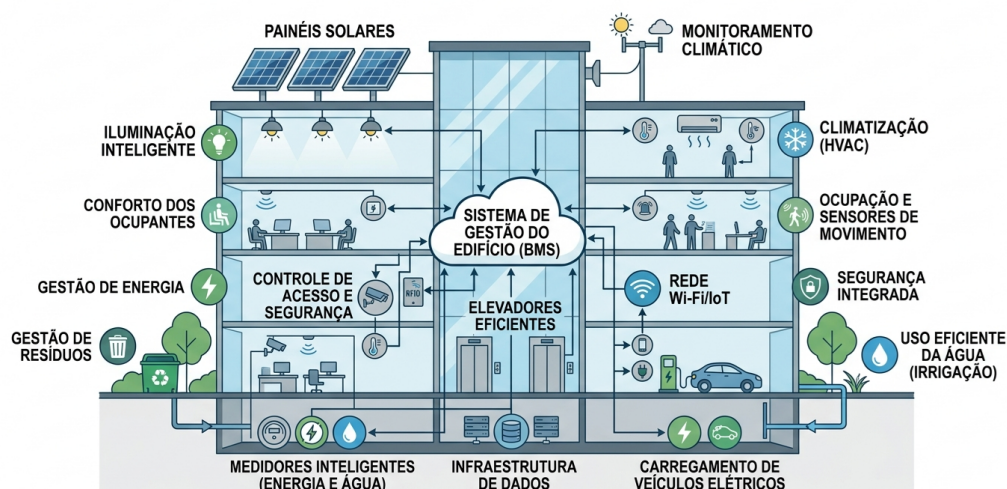 PAINÉIS SOLARES
MONITORAMENTO
CLIMÁTICO
ILUMINAÇÃO
INTELIGENTE
CLIMATIZAÇÃO
(HVAC)
CONFORTO DOS
OCUPANTES
SISTEMA DE
GESTÃO DO
EDIFÍCIO (BMS)
OCUPAÇÃO E
SENSORES DE
MOVIMENTO
GESTÃO DE ENERGIA
CONTROLE DE
ACESSO E
SEGURANÇA
RFID
ELEVADORES
EFICIENTES
REDE
Wi-Fi/IoT
SEGURANÇA
INTEGRADA
GESTÃO DE
RESÍDUOS
USO EFICIENTE
DA ÁGUA
(IRRIGAÇÃO)
MEDIDORES INTELIGENTES
(ENERGIA E ÁGUA)
INFRAESTRUTURA
DE DADOS
CARREGAMENTO DE
VEÍCULOS ELÉTRICOS